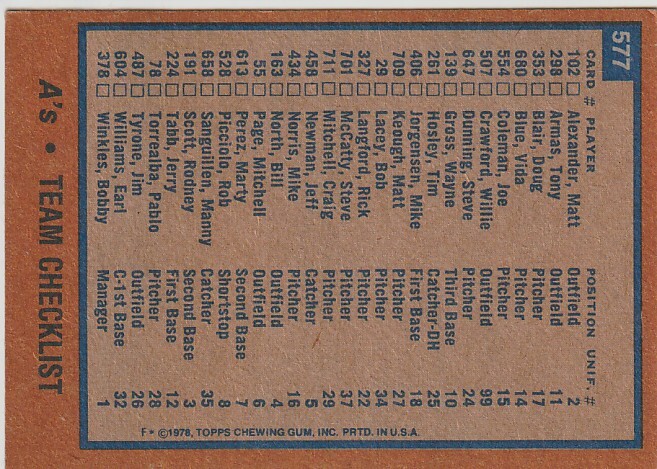 577
CARD # PLAYER POSITION UNIF. #
102 Alexander, Matt Outfield 2
298 Armas, Tony Outfield 11
353 Blair, Doug Pitcher 17
680 Blue, Vida Pitcher 14
554 Coleman, Joe Pitcher 15
507 Crawford, Willie Outfield 99
647 Dunning, Steve Pitcher 24
139 Gross, Wayne Third Base 10
261 Hosley, Tim Catcher-DH 25
406 Jorgensen, Mike First Base 18
709 Keough, Matt Pitcher 27
29 Lacey, Bob Pitcher 34
327 Langford, Rick Pitcher 22
701 McCatty, Steve Pitcher 37
711 Mitchell, Craig Pitcher 29
458 Newman, Jeff Catcher 5
434 Norris, Mike Pitcher 16
163 North, Bill Outfield 4
55 Page, Mitchell Outfield 6
613 Perez, Marty Second Base 7
528 Picciolo, Rob Shortstop 8
658 Sanguillen, Manny Catcher 35
191 Scott, Rodney Second Base 3
224 Tabb, Jerry First Base 12
78 Torrealba, Pablo Pitcher 28
487 Tyrone, Jim Outfield 26
604 Williams, Earl C-1st Base 32
378 Winkles, Bobby Manager 1
F* ©1978, TOPPS CHEWING GUM, INC. PRTD. IN U.S.A.
A's • TEAM CHECKLIST